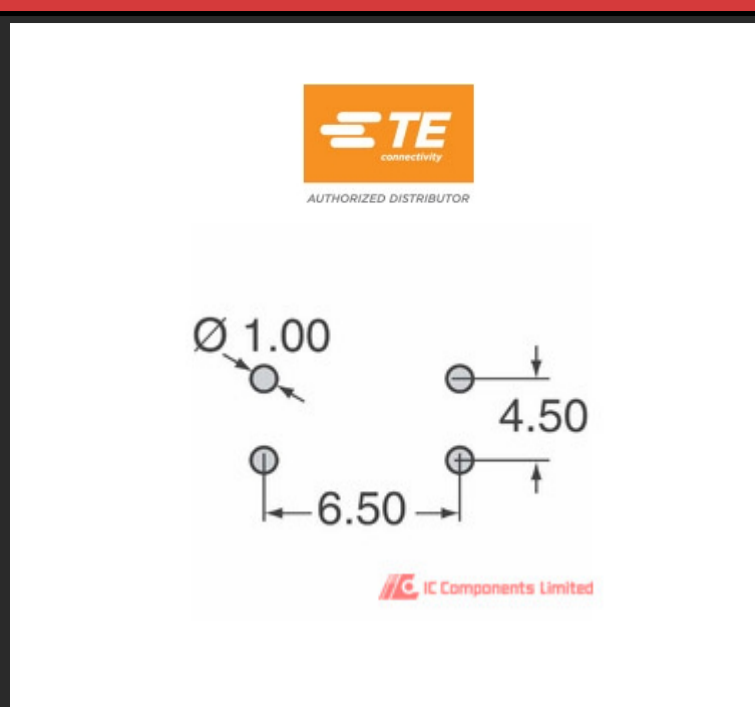 TE
connectivity
AUTHORIZED DISTRIBUTOR
Ø 1.00
4.50
6.50
IC Components Limited